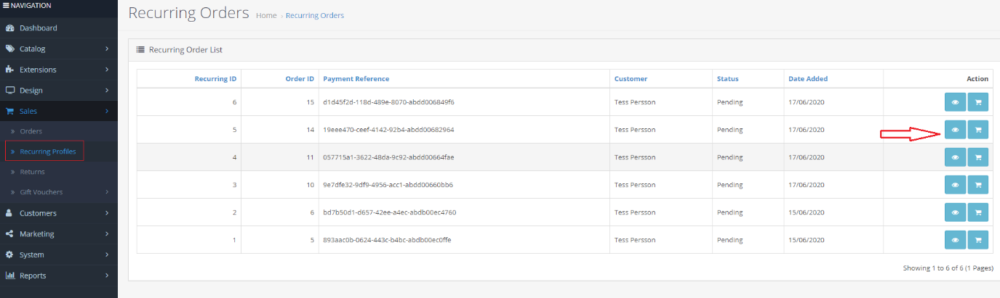 NAVIGATION
Dashboard
Catalog
Extensions
Design
Sales
» Orders
» Recurring Profiles
» Returns
» Gift Vouchers
Customers
Marketing
System
Reports
Recurring Orders Home › Recurring Orders
Recurring Order List
Recurring ID Order ID Payment Reference Customer Status Date Added Action
6 15 d1d45f2d-118d-489e-8070-abdd006849f6 Tess Persson Pending 17/06/2020
5 14 19eee470-ceef-4142-92b4-abdd00682964 Tess Persson Pending 17/06/2020
4 11 057715a1-3622-48da-9c92-abdd00664fae Tess Persson Pending 17/06/2020
3 10 9e7dfe32-9df9-4956-acc1-abdd00660bb6 Tess Persson Pending 17/06/2020
2 6 bd7b50d1-d657-42ee-a4ec-abdb00ec4760 Tess Persson Pending 15/06/2020
1 5 893aac0b-0624-443c-b4bc-abdb00ec0ffe Tess Persson Pending 15/06/2020
Showing 1 to 6 of 6 (1 Pages)